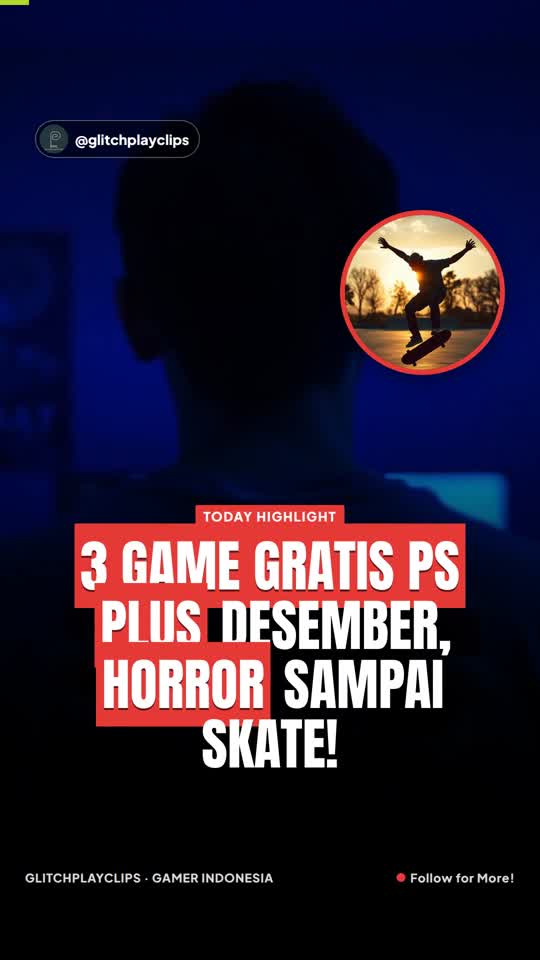 @glitchplayclips
TODAY HIGHLIGHT
3 GAME GRATIS PS
PLUS DESEMBER,
HORROR SAMPAI
SKATE!
GLITCHPLAYCLIPS · GAMER INDONESIA
Follow for More!